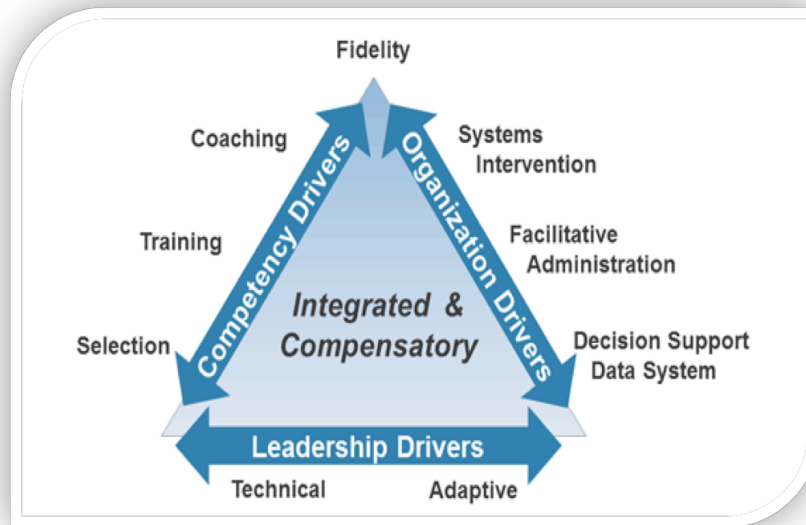 Fidelity
Coaching
Training
Selection
Competency Drivers
Organization Drivers
Systems
Intervention
Facilitative
Administration
Decision Support
Data System
Integrated &
Compensatory
Leadership Drivers
Technical
Adaptive